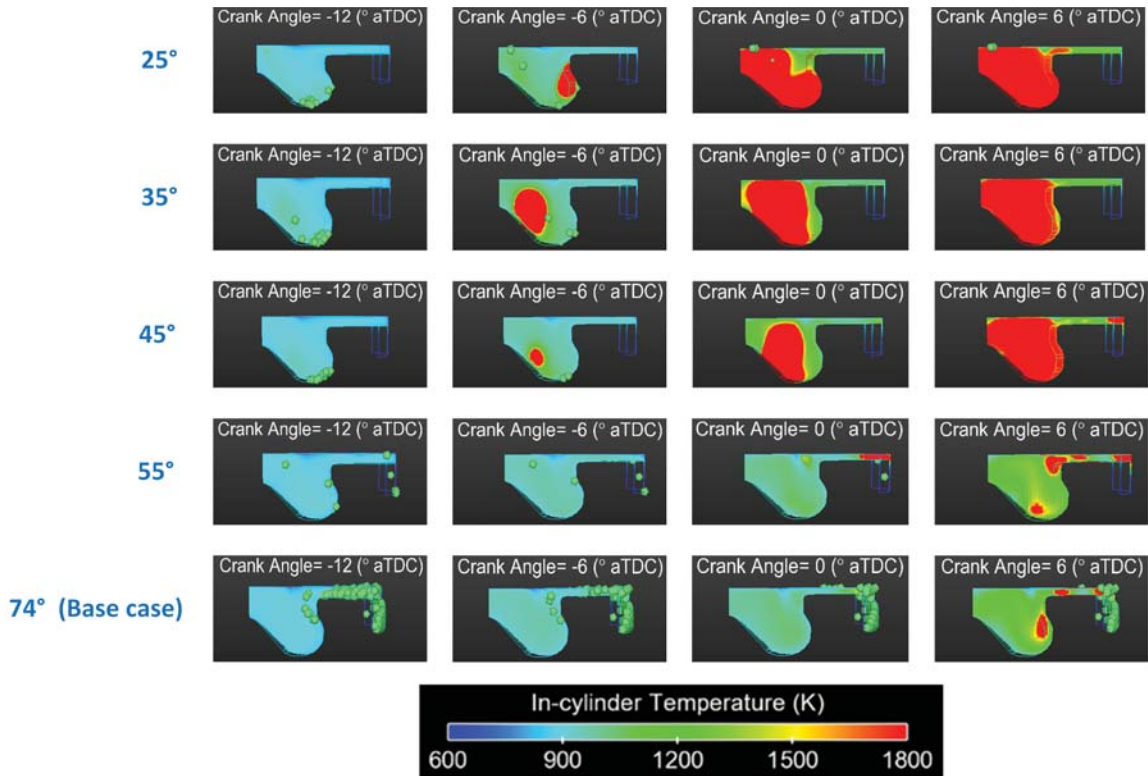 Crank Angle= -12 (° aTDC) Crank Angle= -6 (° aTDC) Crank Angle= 0 (° aTDC) Crank Angle= 6 (° aTDC)
25°
Crank Angle= -12 (° aTDC) Crank Angle= -6 (° aTDC) Crank Angle= 0 (° aTDC) Crank Angle= 6 (° aTDC)
35°
Crank Angle= -12 (° aTDC) Crank Angle= -6 (° aTDC) Crank Angle= 0 (° aTDC) Crank Angle= 6 (° aTDC)
45°
Crank Angle= -12 (° aTDC) Crank Angle= -6 (° aTDC) Crank Angle= 0 (° aTDC) Crank Angle= 6 (° aTDC)
55°
Crank Angle= -12 (° aTDC) Crank Angle= -6 (° aTDC) Crank Angle= 0 (° aTDC) Crank Angle= 6 (° aTDC)
74° (Base case)
In-cylinder Temperature (K)
600 900 1200 1500 1800